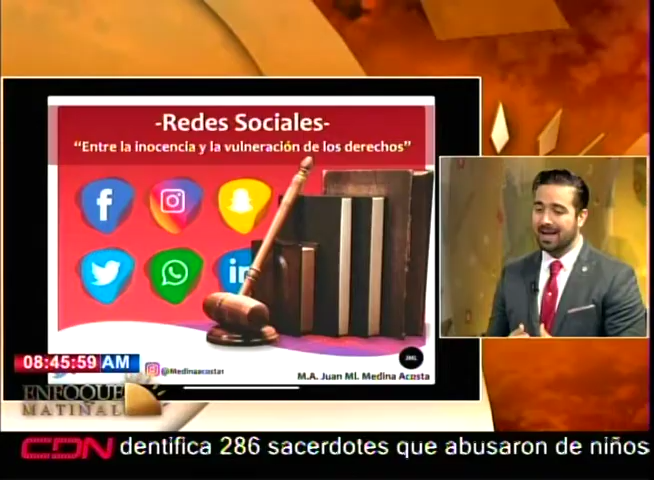 -Redes Sociales-
“Entre la inocencia y la vulneración de los derechos”
f
in
@Medinaacostar
M.A. Juan Ml. Medina Acosta
08:45:59 AM
ENFOQUE
MATINAL
CDN dentifica 286 sacerdotes que abusaron de niños